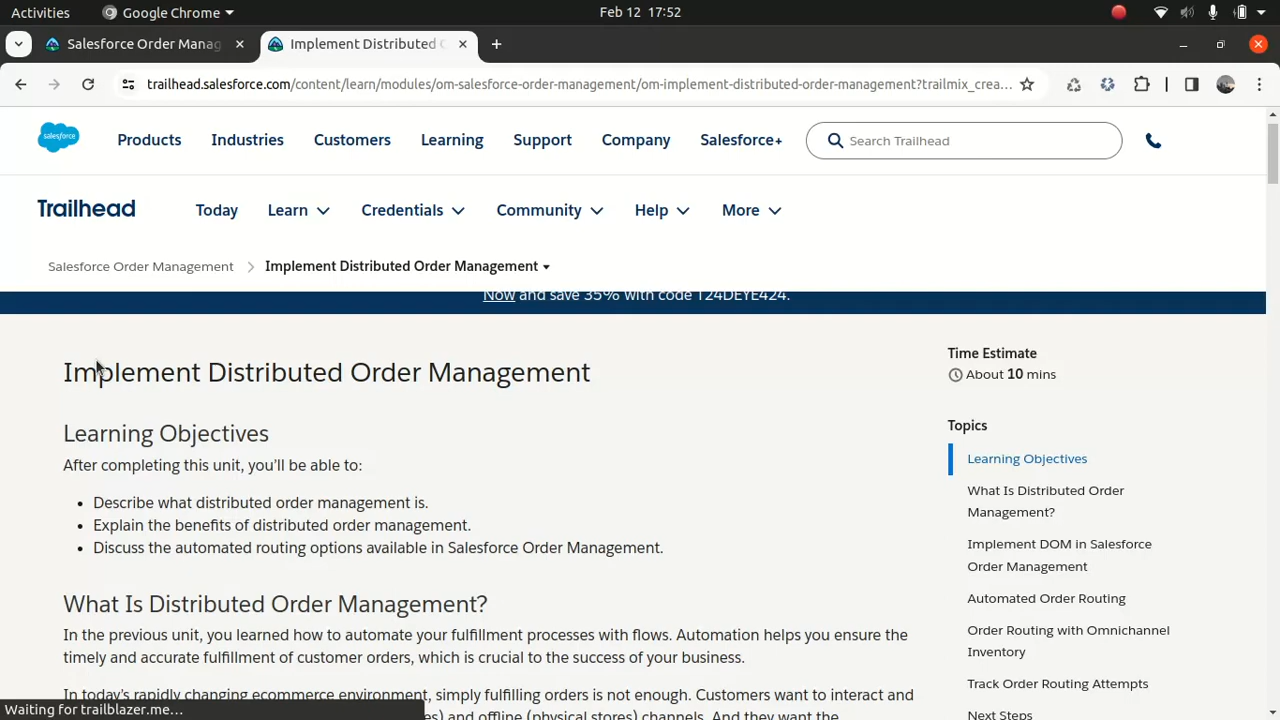 Activities
Google Chrome
Feb 12 17:52
Salesforce Order Manag
Implement Distributed
trailhead.salesforce.com/content/learn/modules/om-salesforce-order-management/om-implement-distributed-order-management?trailmix_crea...
salesforce
Products
Industries
Customers
Learning
Support
Company
Salesforce+
Search Trailhead
Trailhead
Today
Learn
Credentials
Community
Help
More
Salesforce Order Management
Implement Distributed Order Management
Now and save 35% with code T24DEYE424.
Implement Distributed Order Management
Learning Objectives
After completing this unit, you'll be able to:
• Describe what distributed order management is.
• Explain the benefits of distributed order management.
• Discuss the automated routing options available in Salesforce Order Management.
What Is Distributed Order Management?
In the previous unit, you learned how to automate your fulfillment processes with flows. Automation helps you ensure the
timely and accurate fulfillment of customer orders, which is crucial to the success of your business.
In today's rapidly changing ecommerce environment, simply fulfilling orders is not enough. Customers want to interact and
es) and offline (physical stores) channels. And they want the
Time Estimate
About 10 mins
Topics
Learning Objectives
What Is Distributed Order
Management?
Implement DOM in Salesforce
Order Management
Automated Order Routing
Order Routing with Omnichannel
Inventory
Track Order Routing Attempts
Next Steps
Waiting for trailblazer.me...